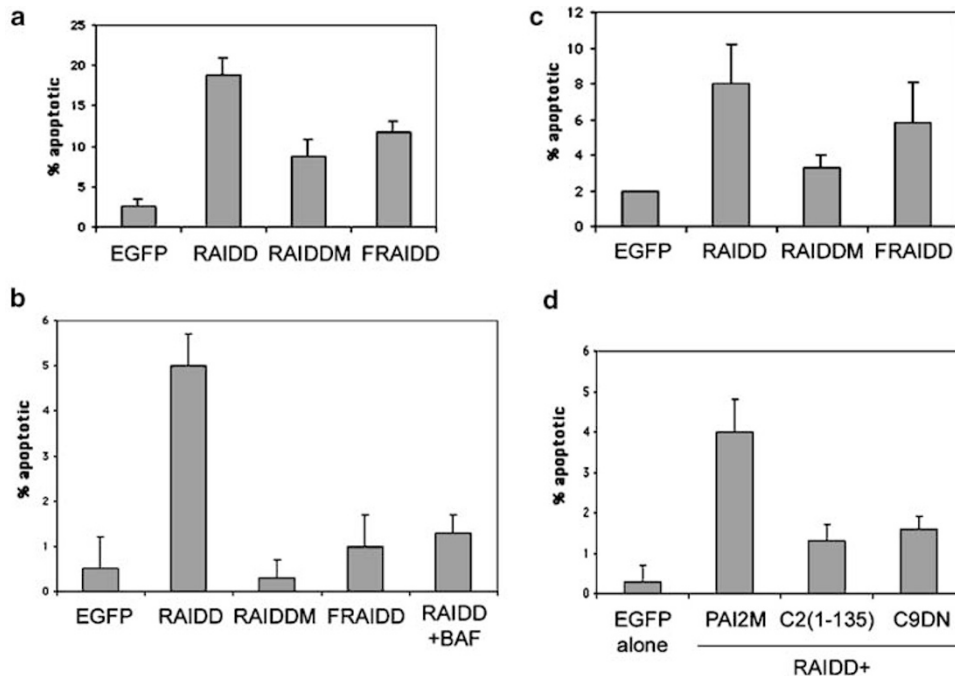 a
% apoptotic
25
20
15
10
5
0
EGFP RAIDD RAIDDM FRAIDD
b
% apoptotic
6
5
4
3
2
1
0
EGFP RAIDD RAIDDM FRAIDD RAIDD
+BAF
c
% apoptotic
12
10
8
6
4
2
0
EGFP RAIDD RAIDDM FRAIDD
d
% apoptotic
6
5
4
3
2
1
0
EGFP PAI2M C2(1-135) C9DN
alone
RAIDD+